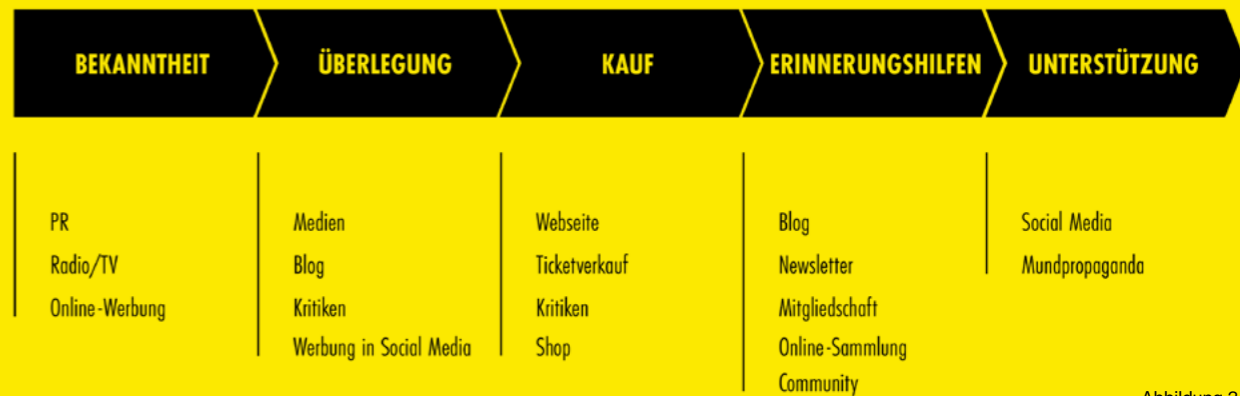 BEKANNTHEIT
ÜBERLEGUNG
KAUF
ERINNERUNGSHILFEN
UNTERSTÜTZUNG
PR
Radio/TV
Online-Werbung
Medien
Blog
Kritiken
Werbung in Social Media
Webseite
Ticketverkauf
Kritiken
Shop
Blog
Newsletter
Mitgliedschaft
Online-Sammlung
Community
Social Media
Mundpropaganda